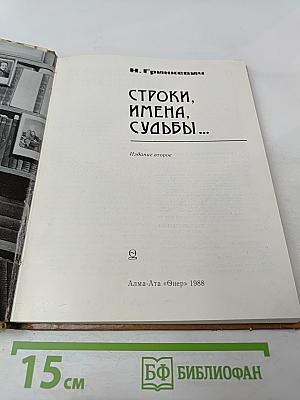 Н. Гринкевич
СТРОКИ,
ИМЕНА,
СУДЬБЫ...
Издание второе
Алма-Ата «Өнер» 1988
15 см
БФ БИБЛИОФАН